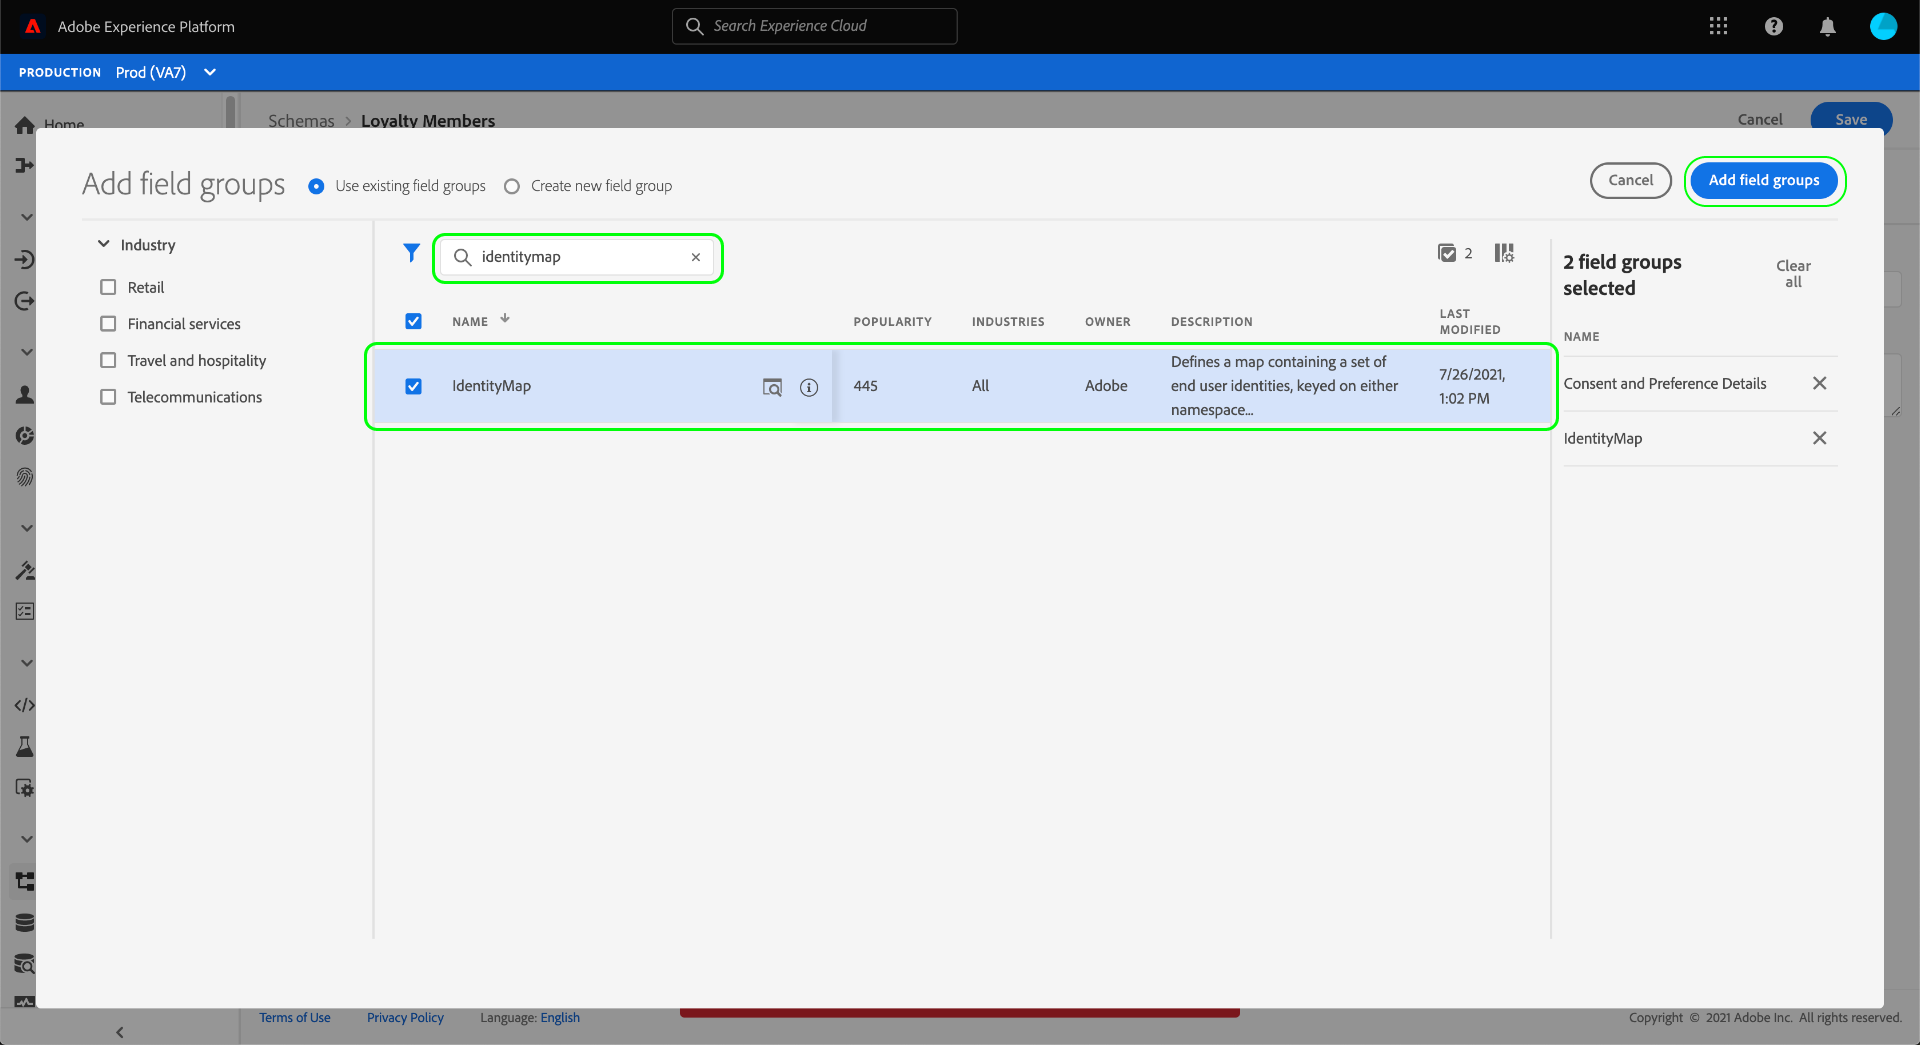 Adobe Experience Platform
Search Experience Cloud
PRODUCTION Prod (VA7)
Home
Schemas > Loyalty Members
Cancel Save
Add field groups
Use existing field groups
Create new field group
Cancel
Add field groups
Industry
Retail
Financial services
Travel and hospitality
Telecommunications
identitymap
2
NAME POPULARITY INDUSTRIES OWNER DESCRIPTION LAST
MODIFIED
IdentityMap 445 All Adobe
Defines a map containing a set of
end user identities, keyed on either
namespace...
7/26/2021,
1:02 PM
2 field groups
selected
Clear
all
NAME
Consent and Preference Details
IdentityMap
Terms of Use Privacy Policy Language: English
Copyright © 2021 Adobe Inc. All rights reserved.